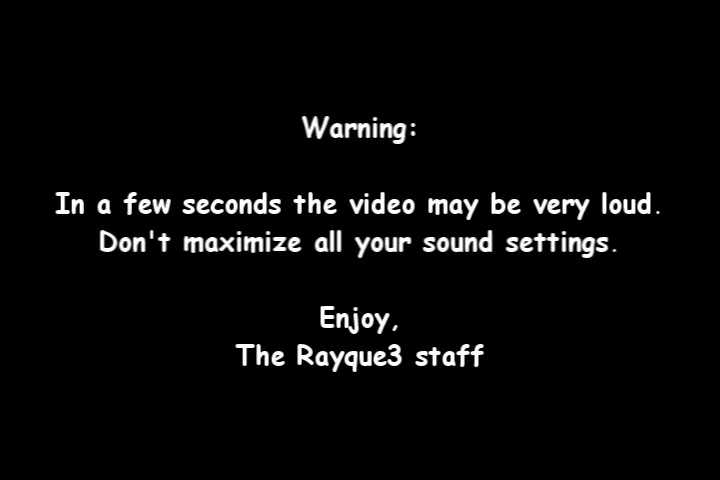 Warning:
In a few seconds the video may be very loud.
Don't maximize all your sound settings.
Enjoy,
The Rayque3 staff